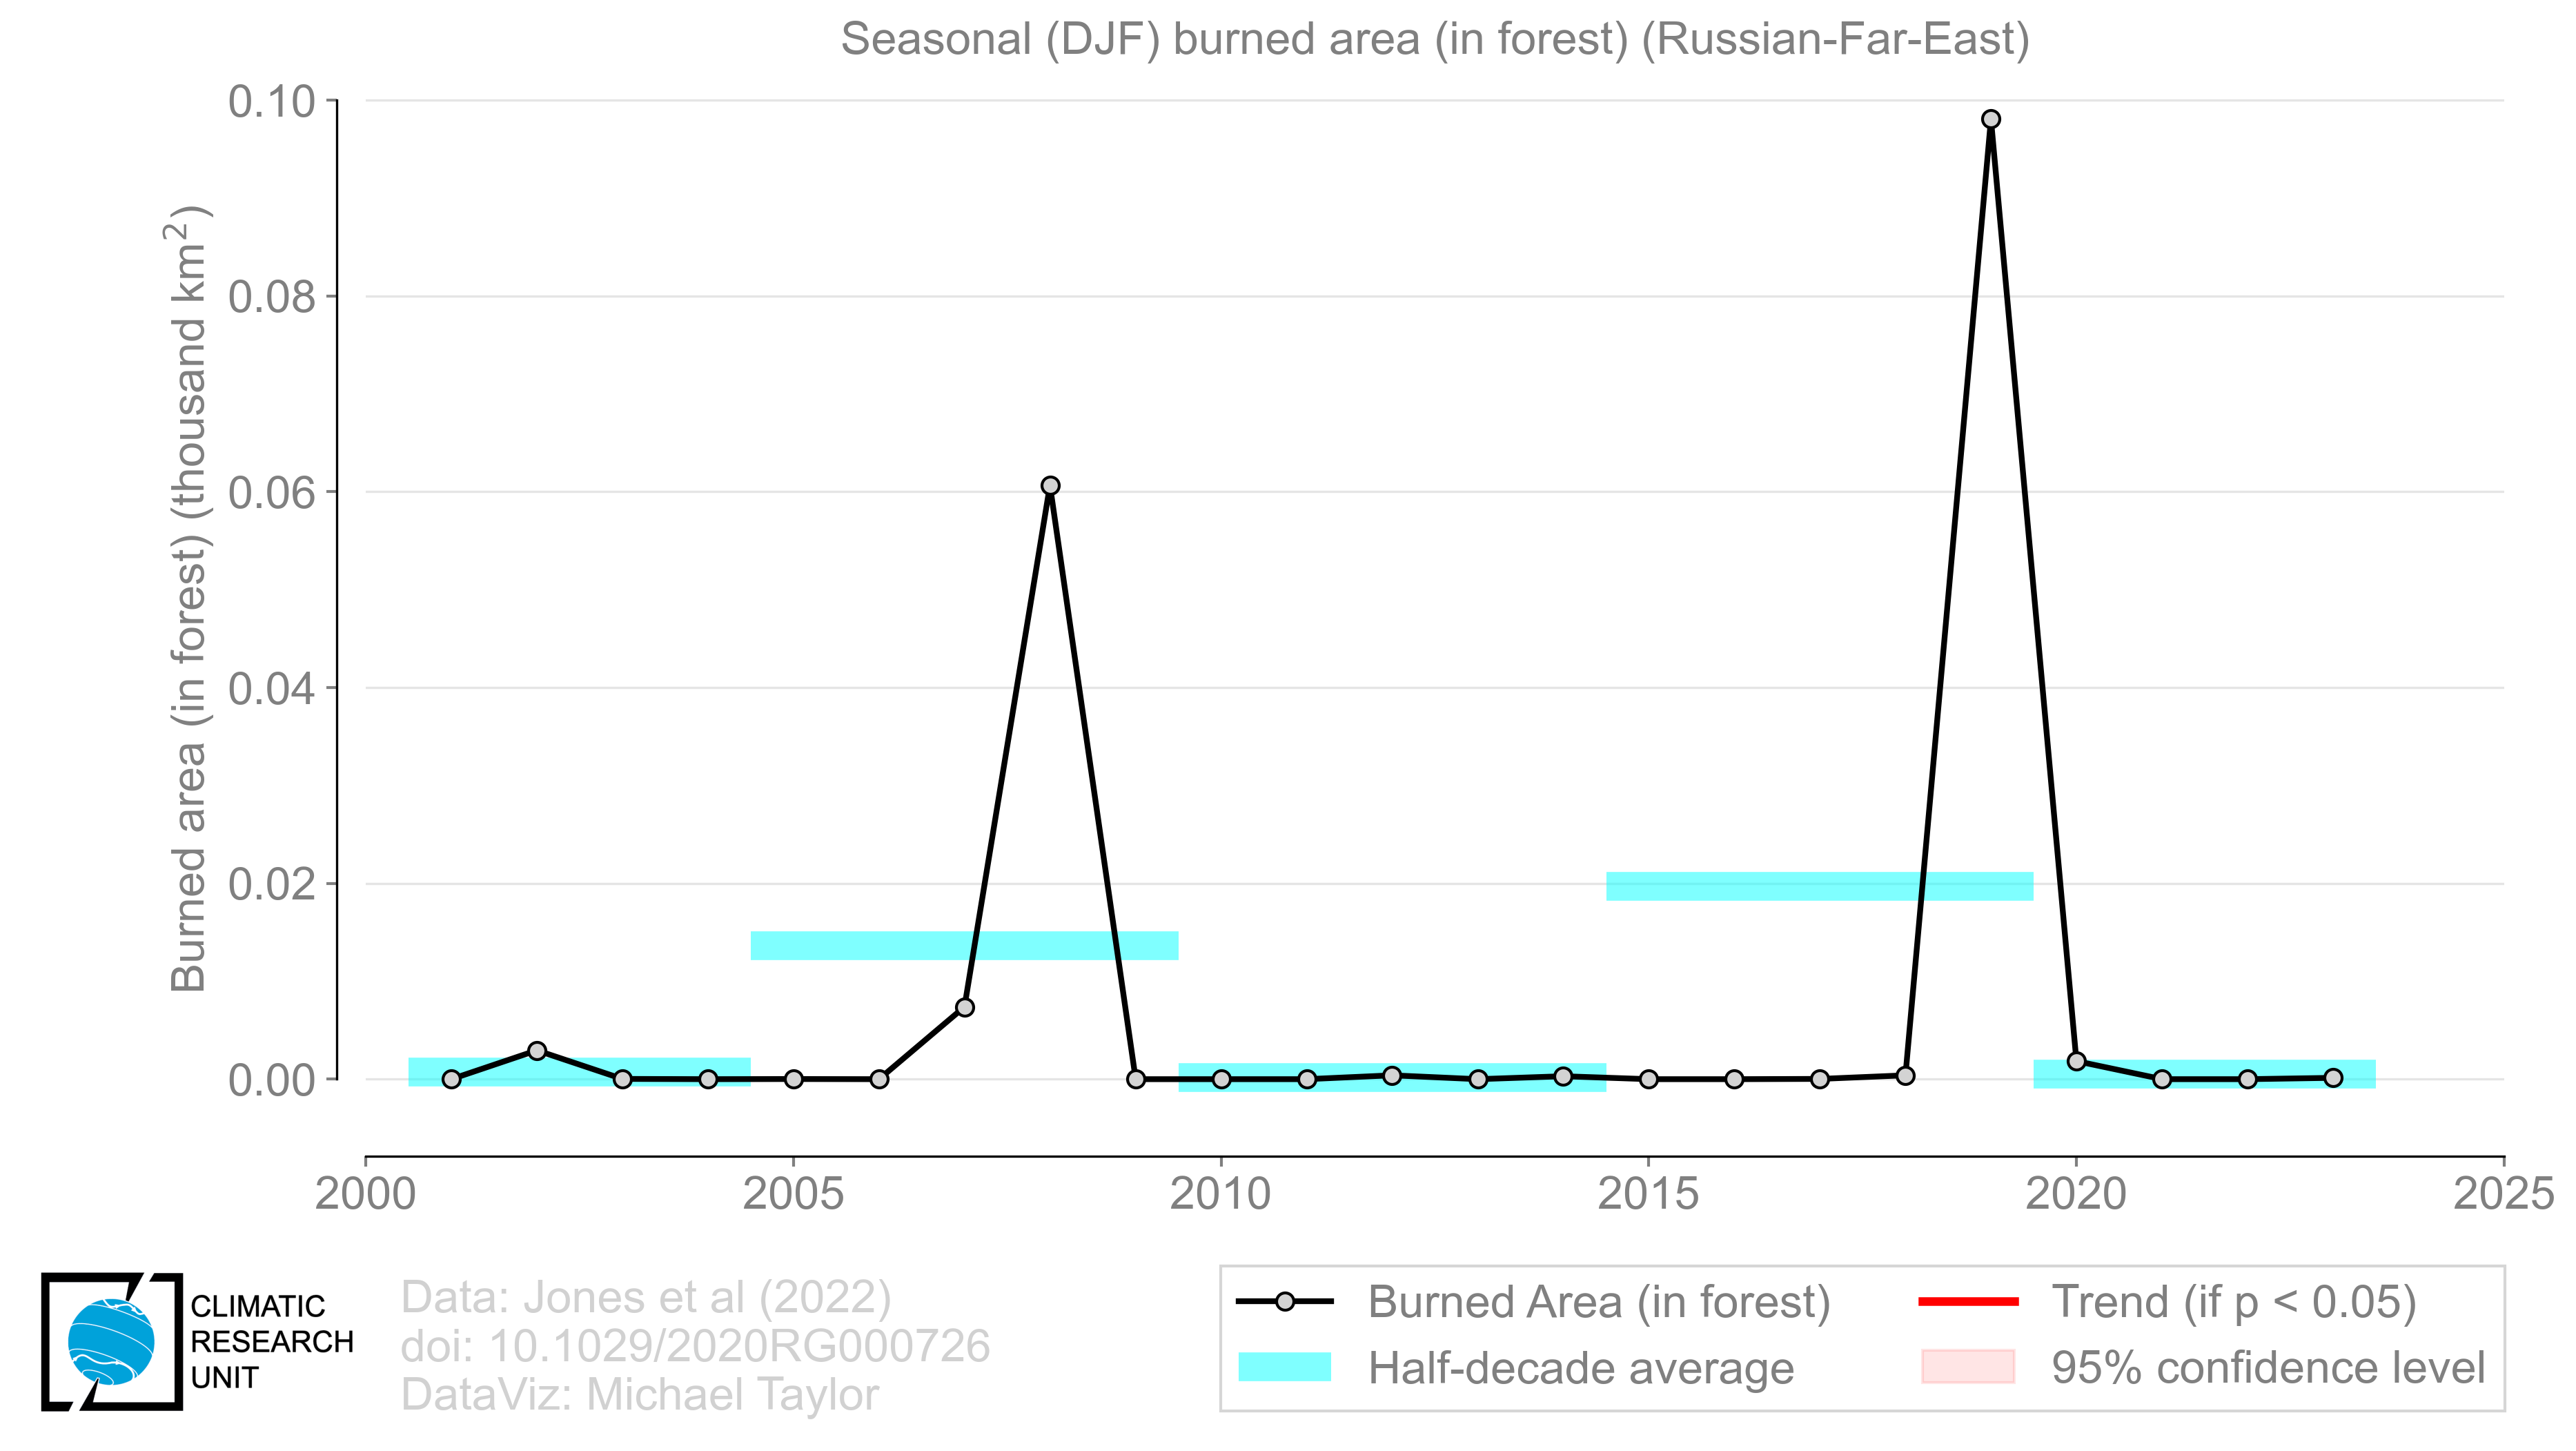 Seasonal (DJF) burned area (in forest) (Russian-Far-East)
Burned area (in forest) (thousand km²)
0.10
0.08
0.06
0.04
0.02
0.00
2000 2005 2010 2015 2020 2025
CLIMATIC
RESEARCH
UNIT
Data: Jones et al (2022)
doi: 10.1029/2020RG000726
DataViz: Michael Taylor
Burned Area (in forest)
Half-decade average
Trend (if p < 0.05)
95% confidence level